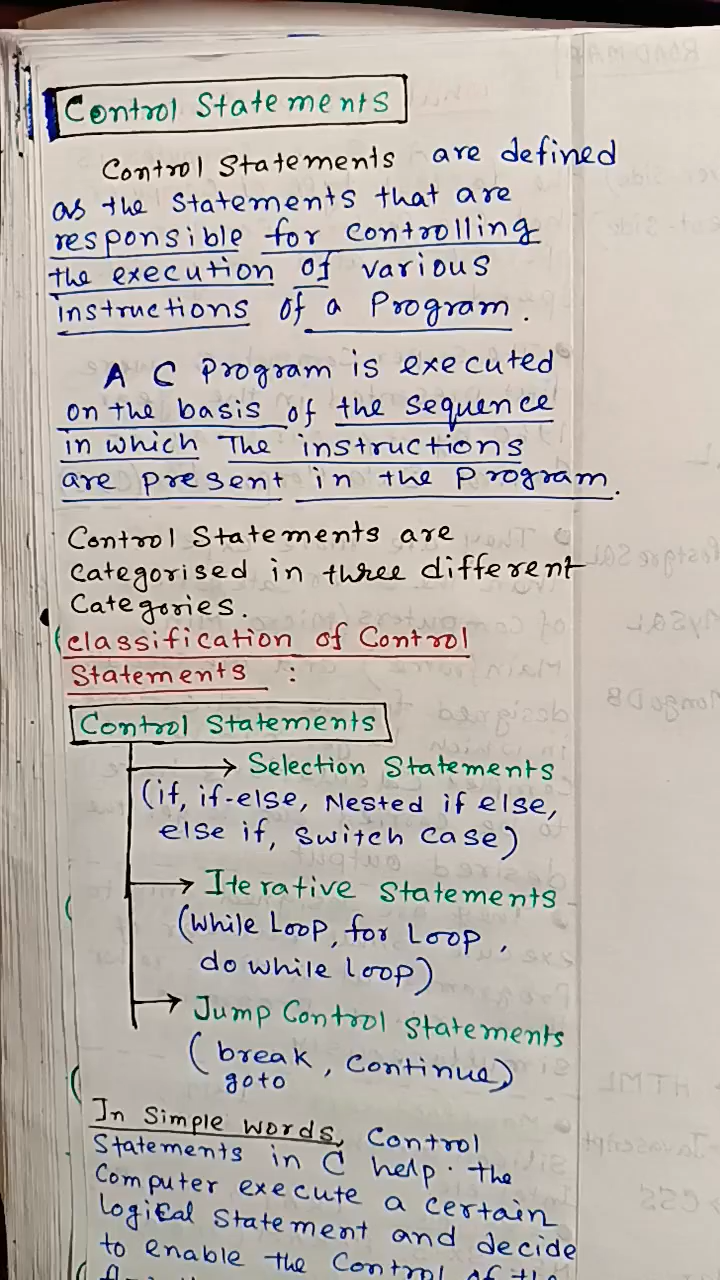 Control Statements
Control Statements are defined
as the statements that are
responsible for controlling
the execution of various
instructions of a Program.
A C Program is executed
on the basis of the sequence
in which The instructions
are present in the Program.
Control Statements are
Categorised in three different
Categories.
classification of Control
Statements :
Control Statements
Selection Statements
(if, if-else, Nested if else,
else if, Switch Case)
Iterative Statements
(While Loop, for Loop,
do while loop)
Jump Control Statements
(break, Continue)
goto
In Simple words, Control
Statements in C help. the
Computer execute a certain
logical Statement and decide
to enable the Control of the